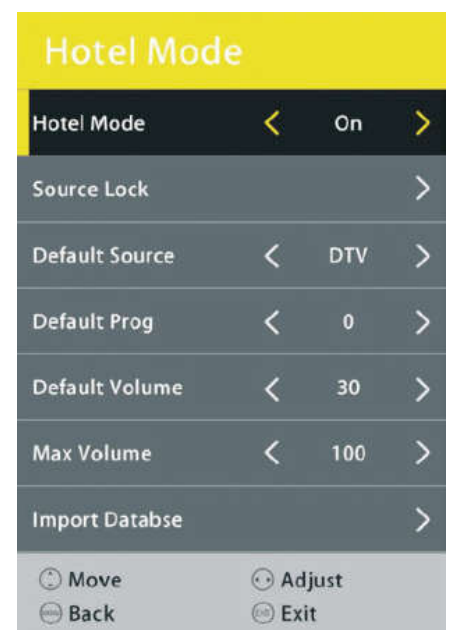 Hotel Mode
Hotel Mode < On >
Source Lock >
Default Source < DTV >
Default Prog < 0 >
Default Volume < 30 >
Max Volume < 100 >
Import Databse >
Move Adjust
Back Exit